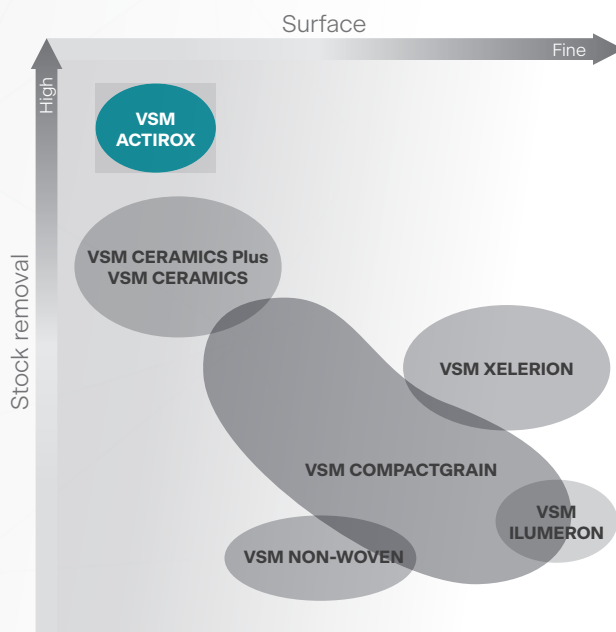 Surface
Fine
High
VSM
ACTIROX
VSM CERAMICS Plus
VSM CERAMICS
Stock removal
VSM XELERION
VSM COMPACTGRAIN
VSM
ILUMERON
VSM NON-WOVEN